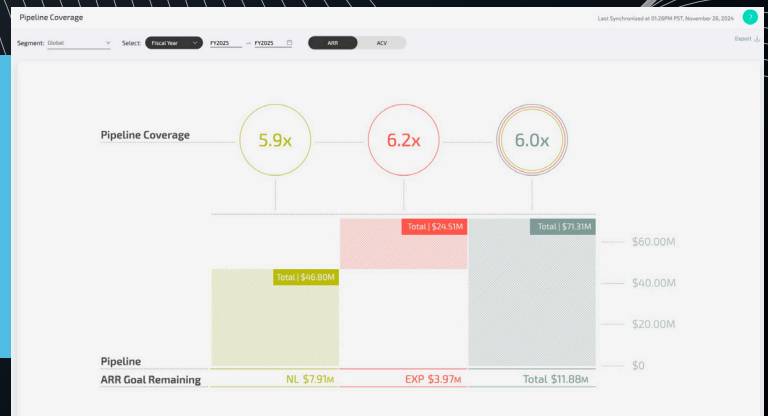 Pipeline Coverage
Last Synchronized at 01:26PM PST, November 26, 2024
?
Segment: Global Select: Fiscal Year FY2025 → FY2025 ARR ACV
Export
Pipeline Coverage 5.9x 6.2x 6.0x
Total | $24.51M Total | $71.31M
$60.00M
Total | $46.80M
$40.00M
$20.00M
Pipeline $0
ARR Goal Remaining NL $7.91M EXP $3.97M Total $11.88M